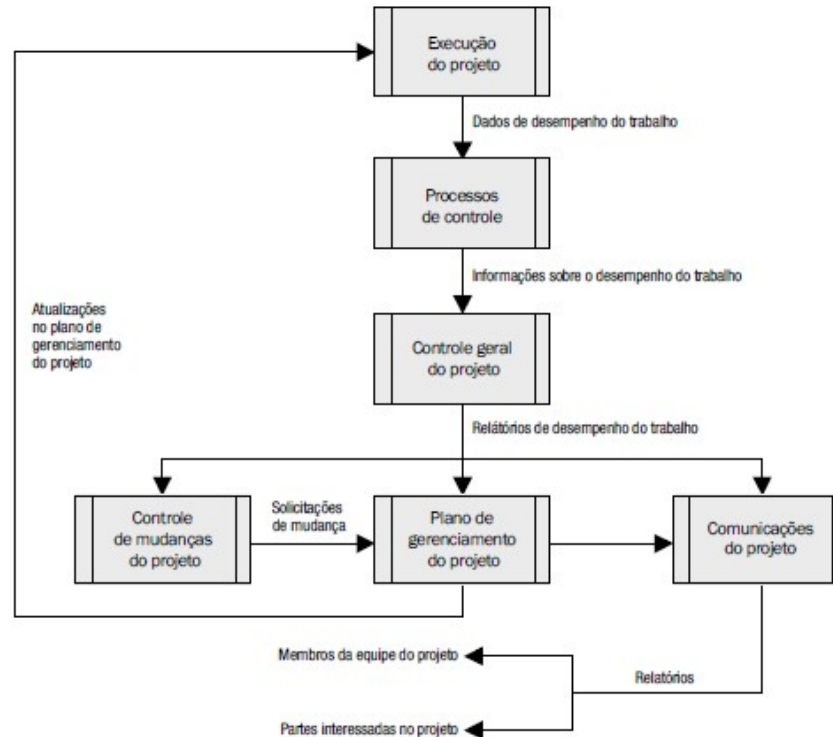 Execução
do projeto
Dados de desempenho do trabalho
Processos
de controle
Informações sobre o desempenho do trabalho
Atualizações
no plano de
gerenciamento
do projeto
Controle geral
do projeto
Relátórios de desempenho do trabalho
Controle
de mudanças
do projeto
Solicitações
de mudança
Plano de
gerenciamento
do projeto
Comunicações
do projeto
Membros da equipe do projeto
Relatórios
Partes interessadas no projeto